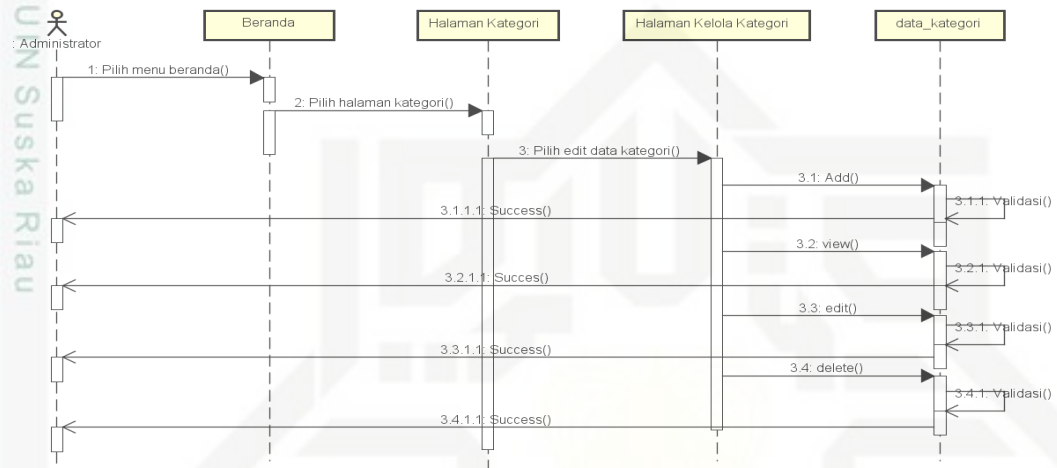 UIN Suska Riau
: Administrator
Beranda
Halaman Kategori
Halaman Kelola Kategori
data_kategori
1: Pilih menu beranda()
2: Pilih halaman kategori()
3: Pilih edit data kategori()
3.1: Add()
3.1.1: Validasi()
3.1.1.1: Success()
3.2: view()
3.2.1: Validasi()
3.2.1.1: Succes()
3.3: edit()
3.3.1: Validasi()
3.3.1.1: Success()
3.4: delete()
3.4.1: Validasi()
3.4.1.1: Success()